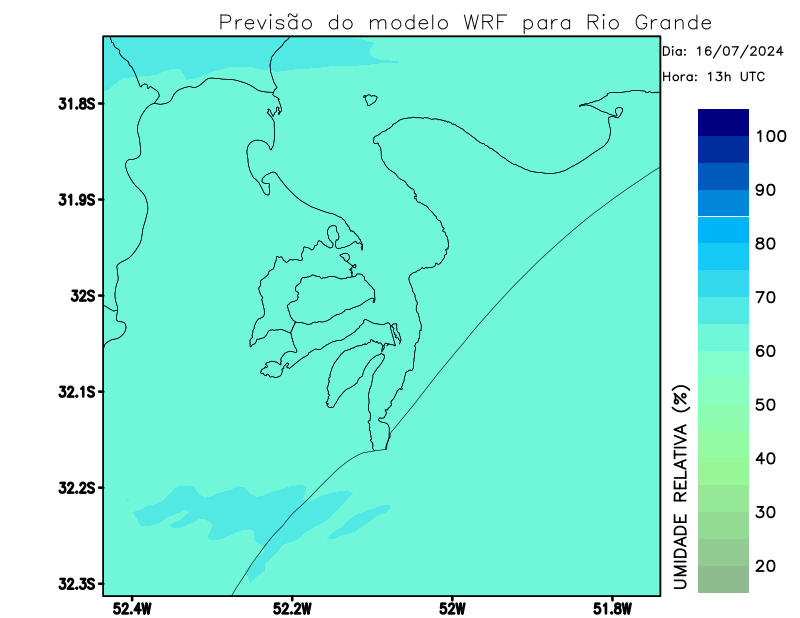 Previsão do modelo WRF para Rio Grande
Dia: 16/07/2024
Hora: 13h UTC
31.8S
31.9S
32S
32.1S
32.2S
32.3S
52.4W
52.2W
52W
51.8W
UMIDADE RELATIVA (%)
100
90
80
70
60
50
40
30
20